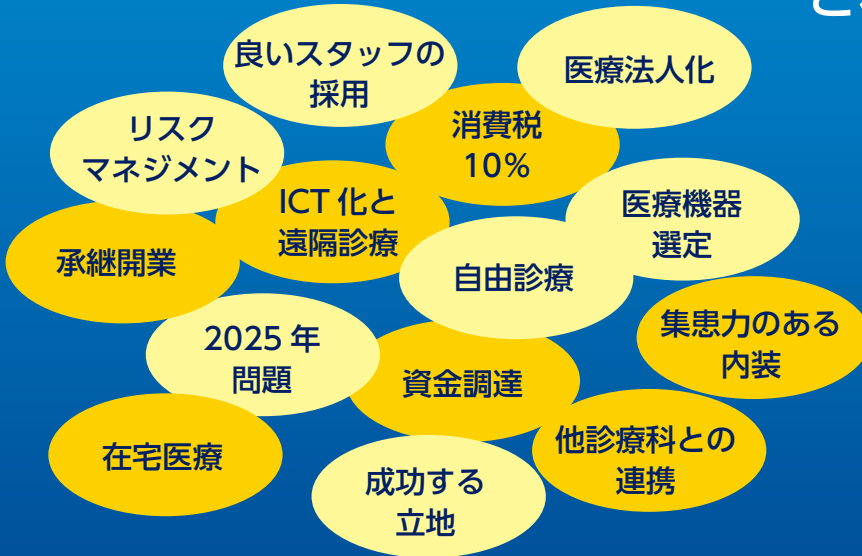 良いスタッフの
採用
医療法人化
消費税
10%
リスク
マネジメント
ICT 化と
遠隔診療
医療機器
選定
承継開業
自由診療
集患力のある
内装
2025 年
問題
資金調達
在宅医療
他診療科との
連携
成功する
立地